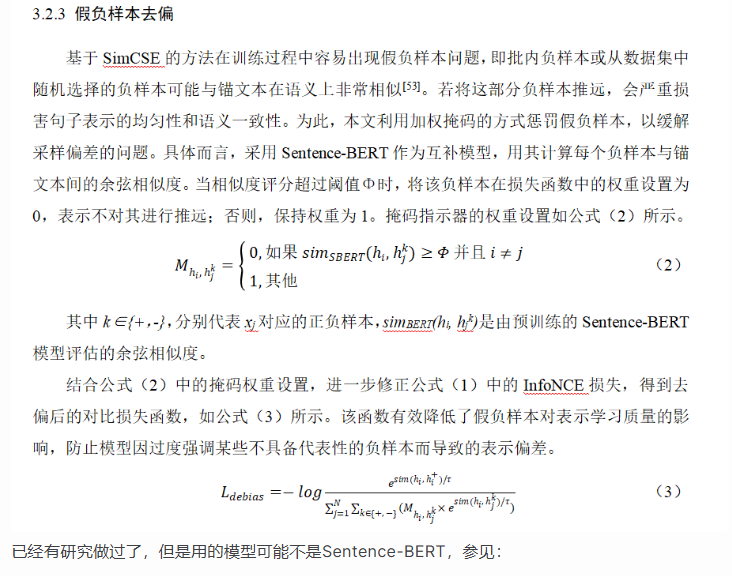 3.2.3 假负样本去偏
基于 SimCSE 的方法在训练过程中容易出现假负样本问题，即批内负样本或从数据集中
随机选择的负样本可能与锚文本在语义上非常相似[53]。若将这部分负样本推远，会严重损
害句子表示的均匀性和语义一致性。为此，本文利用加权掩码的方式惩罚假负样本，以缓解
采样偏差的问题。具体而言，采用 Sentence-BERT 作为互补模型，用其计算每个负样本与锚
文本间的余弦相似度。当相似度评分超过阈值Φ时，将该负样本在损失函数中的权重设置为
0，表示不对其进行推远；否则，保持权重为 1。掩码指示器的权重设置如公式（2）所示。
M_{h_i, h_j^k} = { 0, 如果 sim_{SBERT}(h_i, h_j^k) ≥ Φ 并且 i ≠ j
1, 其他 （2）
其中 k∈{+,-}，分别代表 x_j 对应的正负样本，sim_{BERT}(h_i, h_j^k)是由预训练的 Sentence-BERT
模型评估的余弦相似度。
结合公式（2）中的掩码权重设置，进一步修正公式（1）中的 InfoNCE 损失，得到去
偏后的对比损失函数，如公式（3）所示。该函数有效降低了假负样本对表示学习质量的影
响，防止模型因过度强调某些不具备代表性的负样本而导致的表示偏差。
L_{debias} = − log e^{sim(h_i, h_i^+)/τ} / ∑_{j=1}^{N} ∑_{k∈{+,−}} (M_{h_i, h_j^k} × e^{sim(h_i, h_j^k)/τ}) （3）
已经有研究做过了，但是用的模型可能不是Sentence-BERT，参见：